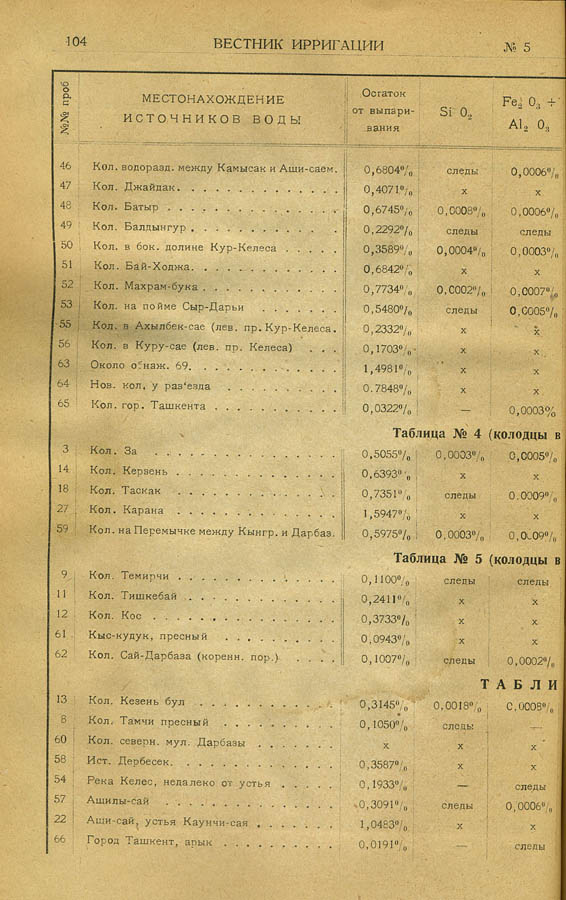 104 ВЕСТНИК ИРРИГАЦИИ № 5
№№ проб МЕСТОНАХОЖДЕНИЕ ИСТОЧНИКОВ ВОДЫ Остаток от выпари- вания Si O₂ Fe₂ O₃ + Al₂ O₃
46 Кол. водоразд. между Камысак и Аши-саем. 0,6804% следы 0,0006%
47 Кол. Джайдак. 0,4071% х х
48 Кол. Батыр 0,6745% 0,0008% 0,0006%
49 Кол. Балдынгур 0,2292% следы следы
50 Кол. в бок. долине Кур-Келеса 0,3589% 0,0004% 0,0003%
51 Кол. Бай-Ходжа. 0,6842% х х
52 Кол. Махрам-бука 0,7734% 0,0002% 0,0007%
53 Кол. на пойме Сыр-Дарьи 0,5480% следы 0,0005%
55 Кол. в Ахылбек-сае (лев. пр. Кур-Келеса. 0,2332% х х
56 Кол. в Куру-сае (лев. пр. Келеса) 0,1703% х х
63 Около обнаж. 69. 1,4981% х х
64 Нов. кол. у раз'езда 0.7848% х х
65 Кол. гор. Ташкента 0,0322% — 0,0003%
Таблица № 4 (колодцы в
3 Кол. За 0,5055% 0,0003% 0,0005%
14 Кол. Керзень 0,6393% х х
18 Кол. Таскак 0,7351% следы 0.0009%
27 Кол. Карана 1,5947% х х
59 Кол. на Перемычке между Кынгр. и Дарбаз. 0,5975% 0,0003% 0,0009%
Таблица № 5 (колодцы в
9 Кол. Темирчи 0,1100% следы следы
11 Кол. Тишкебай 0,2411% х х
12 Кол. Кос 0,3733% х х
61 Кыс-кудук, пресный 0,0943% х х
62 Кол. Сай-Дарбаза (коренн. пор.) 0,1007% следы 0,0002%
ТАБЛИ
13 Кол. Кезень бул 0,3145% 0,0018% 0,0008%
8 Кол. Тамчи пресный 0,1050% следы —
60 Кол. северн. мул. Дарбазы х х х
58 Ист. Дербесек. 0,3587% х х
54 Река Келес, недалеко от устья 0,1933% — следы
57 Ашилы-сай 0,3091% следы 0,0006%
22 Аши-сай, устья Каунчи-сая 1,0483% х х
66 Город Ташкент, арык 0,0191% — следы